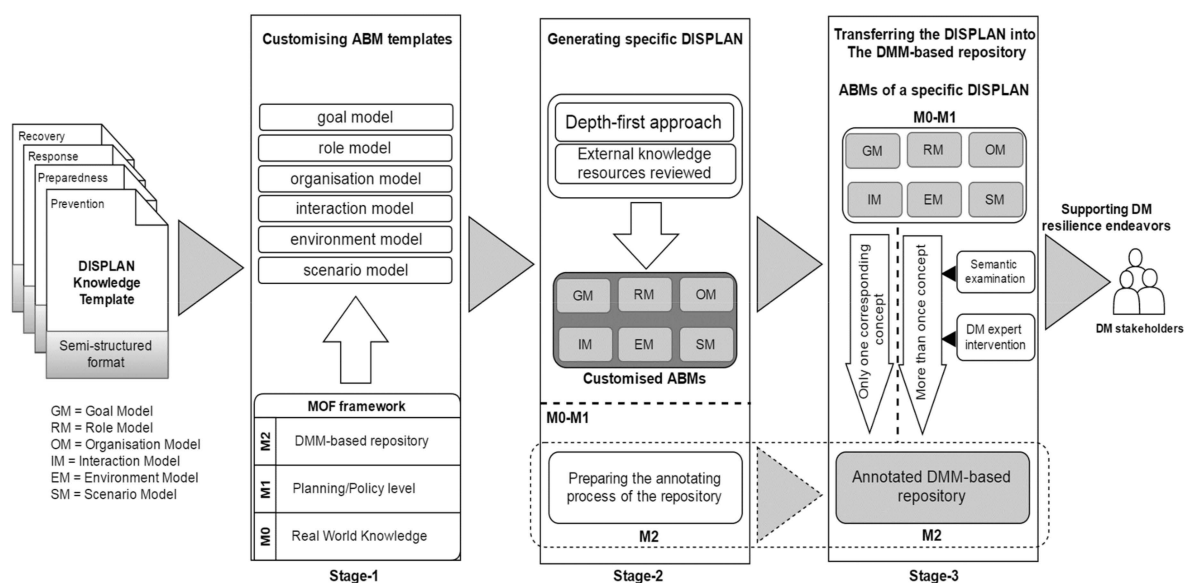 Recovery
Response
Preparedness
Prevention
DISPLAN
Knowledge
Template
Semi-structured
format
GM = Goal Model
RM = Role Model
OM = Organisation Model
IM = Interaction Model
EM = Environment Model
SM = Scenario Model
Customising ABM templates
goal model
role model
organisation model
interaction model
environment model
scenario model
MOF framework
M2
DMM-based repository
M1
Planning/Policy level
M0
Real World Knowledge
Stage-1
Generating specific DISPLAN
Depth-first approach
External knowledge
resources reviewed
GM
RM
OM
IM
EM
SM
Customised ABMs
M0-M1
Preparing the annotating
process of the repository
M2
Stage-2
Transferring the DISPLAN into
The DMM-based repository
ABMs of a specific DISPLAN
M0-M1
GM
RM
OM
IM
EM
SM
Only one corresponding
concept
More than once concept
Semantic
examination
DM expert
intervention
Annotated DMM-based
repository
M2
Stage-3
Supporting DM
resilience endeavors
DM stakeholders